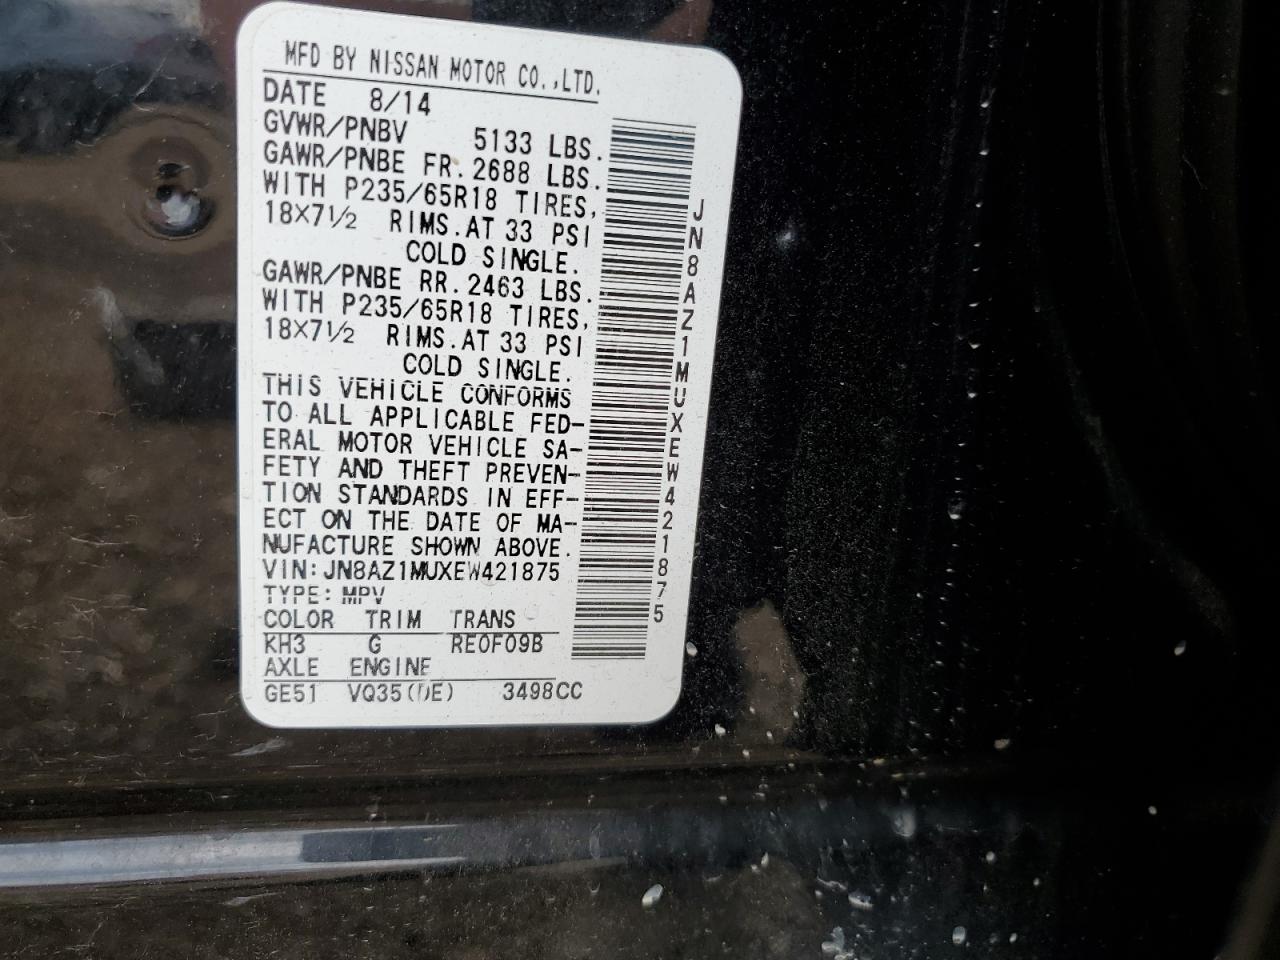 MFD BY NISSAN MOTOR CO.,LTD.
DATE 8/14
GVWR/PNBV 5133 LBS.
GAWR/PNBE FR. 2688 LBS.
WITH P235/65R18 TIRES,
18×7½ RIMS.AT 33 PSI
COLD SINGLE.
GAWR/PNBE RR. 2463 LBS.
WITH P235/65R18 TIRES,
18×7½ RIMS.AT 33 PSI
COLD SINGLE.
THIS VEHICLE CONFORMS
TO ALL APPLICABLE FED-
ERAL MOTOR VEHICLE SA-
FETY AND THEFT PREVEN-
TION STANDARDS IN EFF-
ECT ON THE DATE OF MA-
NUFACTURE SHOWN ABOVE.
VIN:JN8AZ1MUXEW421875
TYPE: MPV
COLOR TRIM TRANS
KH3 G RE0F09B
AXLE ENGINE
GE51 VQ35(DE) 3498CC
JN8AZ1MUXEW421875